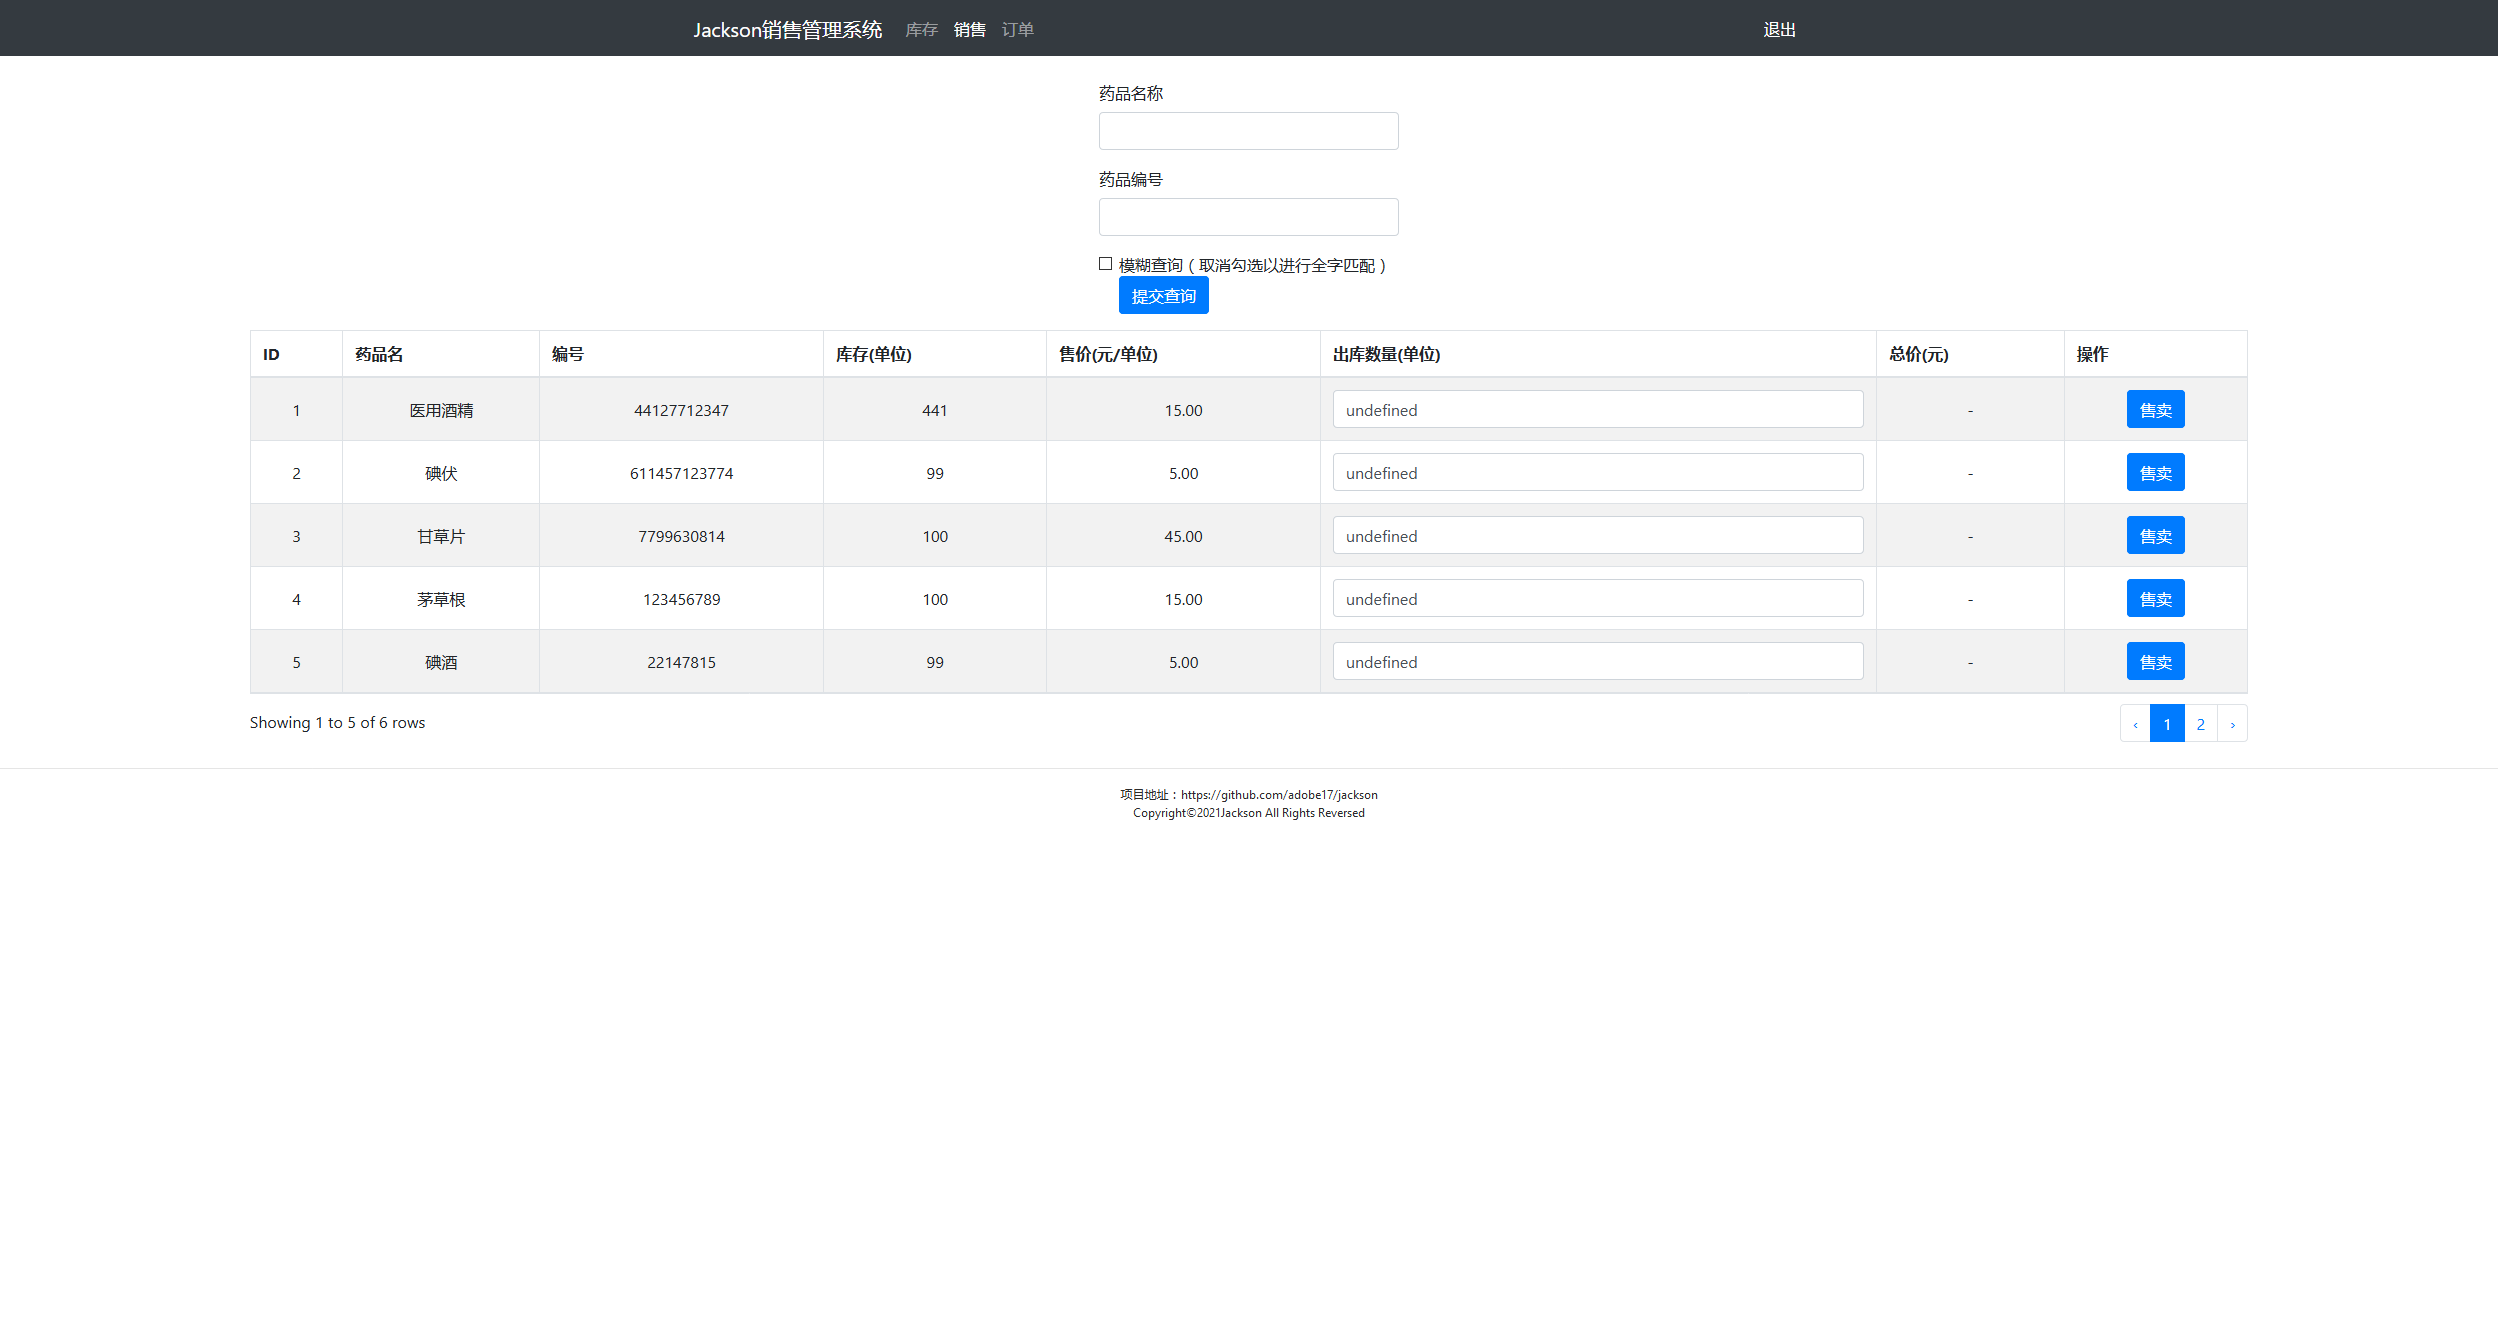 Jackson销售管理系统 库存 销售 订单 退出
药品名称
药品编号
模糊查询（取消勾选以进行全字匹配）
提交查询
ID 药品名 编号 库存(单位) 售价(元/单位) 出库数量(单位) 总价(元) 操作
1 医用酒精 44127712347 441 15.00 undefined - 售卖
2 碘伏 611457123774 99 5.00 undefined - 售卖
3 甘草片 7799630814 100 45.00 undefined - 售卖
4 茅草根 123456789 100 15.00 undefined - 售卖
5 碘酒 22147815 99 5.00 undefined - 售卖
Showing 1 to 5 of 6 rows ‹ 1 2 ›
项目地址：https://github.com/adobe17/jackson
Copyright©2021Jackson All Rights Reversed